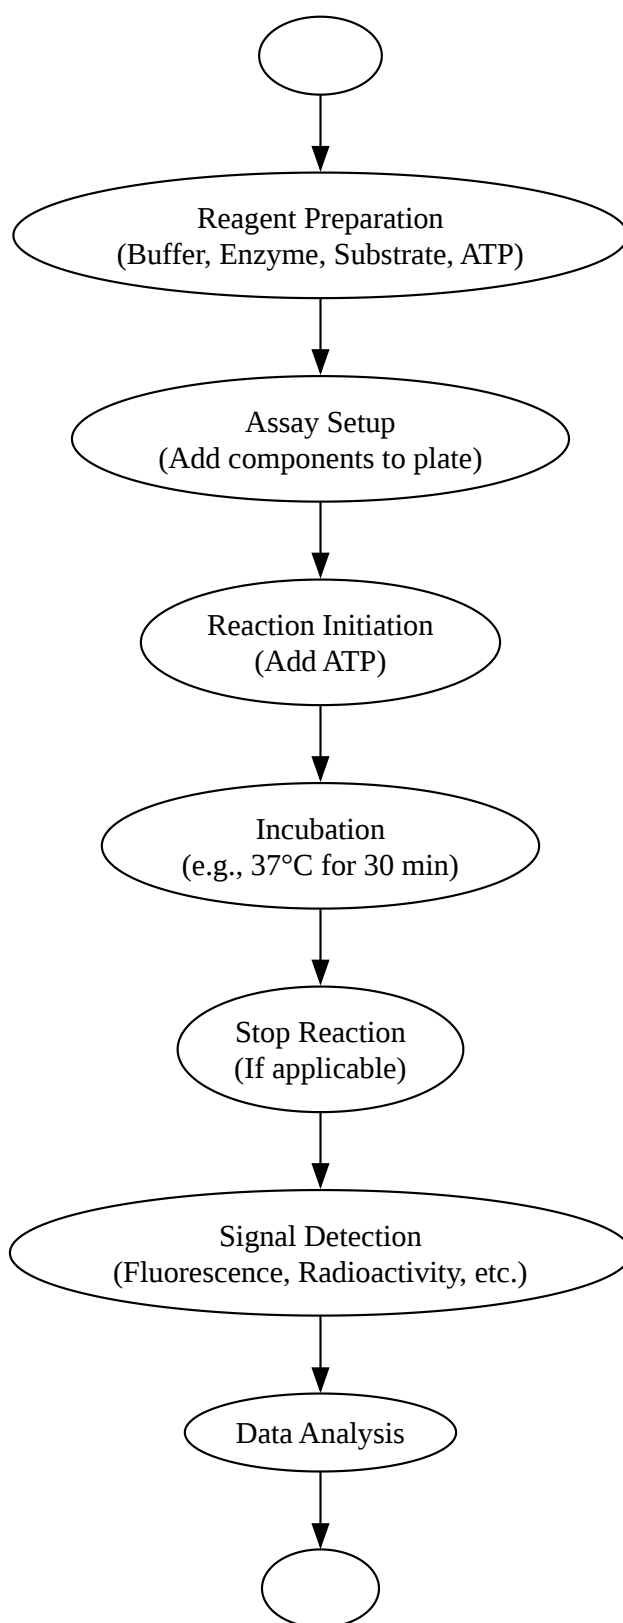 Reagent Preparation
(Buffer, Enzyme, Substrate, ATP)
Assay Setup
(Add components to plate)
Reaction Initiation
(Add ATP)
Incubation
(e.g., 37°C for 30 min)
Stop Reaction
(If applicable)
Signal Detection
(Fluorescence, Radioactivity, etc.)
Data Analysis